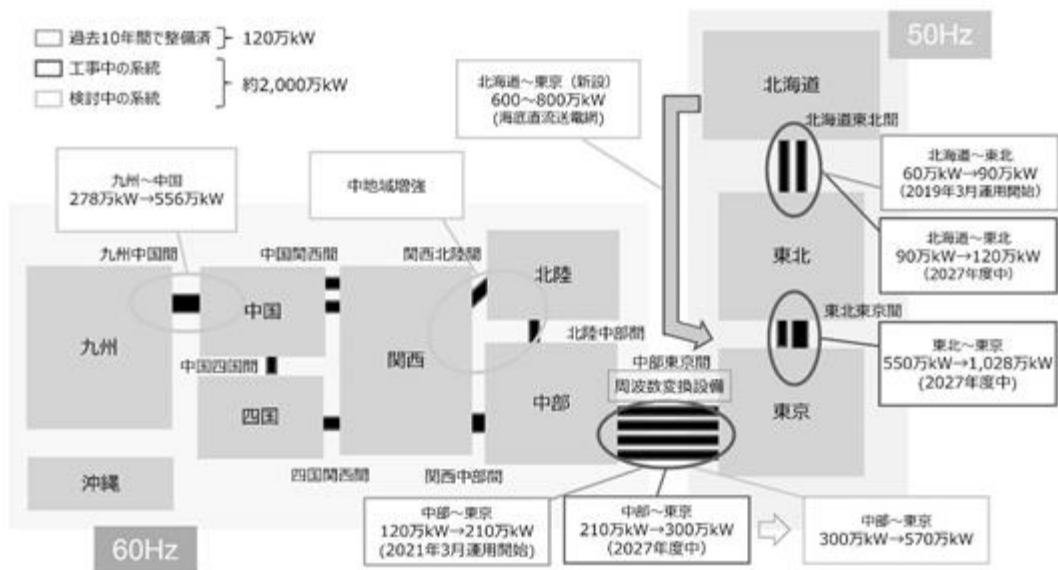 過去10年間で整備済
120万kW
工事中の系統
検討中の系統
約2,000万kW
50Hz
北海道～東京（新設）
600～800万kW
(海底直流送電網)
北海道
北海道東北間
北海道～東北
60万kW→90万kW
（2019年3月運用開始）
九州～中国
278万kW→556万kW
中地域増強
北海道～東北
90万kW→120万kW
（2027年度中）
九州中国間
中国関西間
関西北陸間
北陸
東北
中国
九州
関西
北陸中部間
東北東京間
中国四国間
中部東京間
周波数変換設備
東北～東京
550万kW→1,028万kW
（2027年度中）
四国
中部
東京
沖縄
四国関西間
関西中部間
60Hz
中部～東京
120万kW→210万kW
(2021年3月運用開始)
中部～東京
210万kW→300万kW
（2027年度中）
中部～東京
300万kW→570万kW